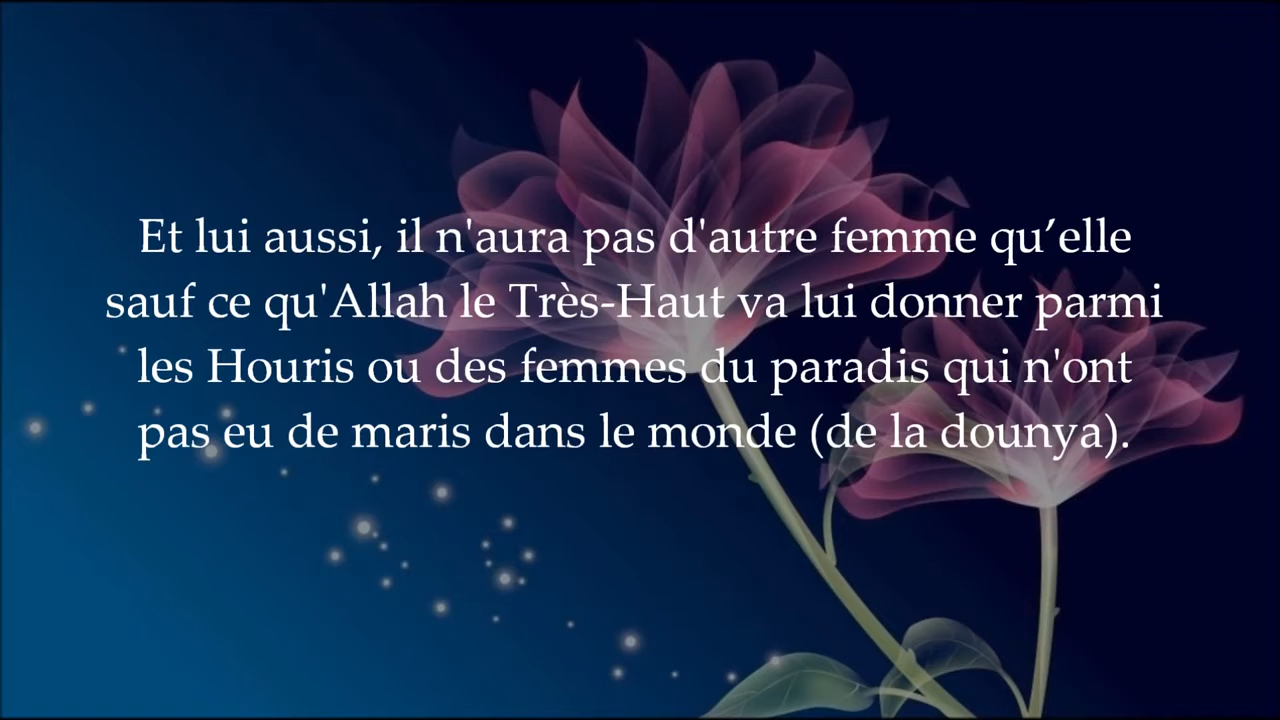 Et lui aussi, il n'aura pas d'autre femme qu’elle
sauf ce qu'Allah le Très-Haut va lui donner parmi
les Houris ou des femmes du paradis qui n'ont
pas eu de maris dans le monde (de la dounya).